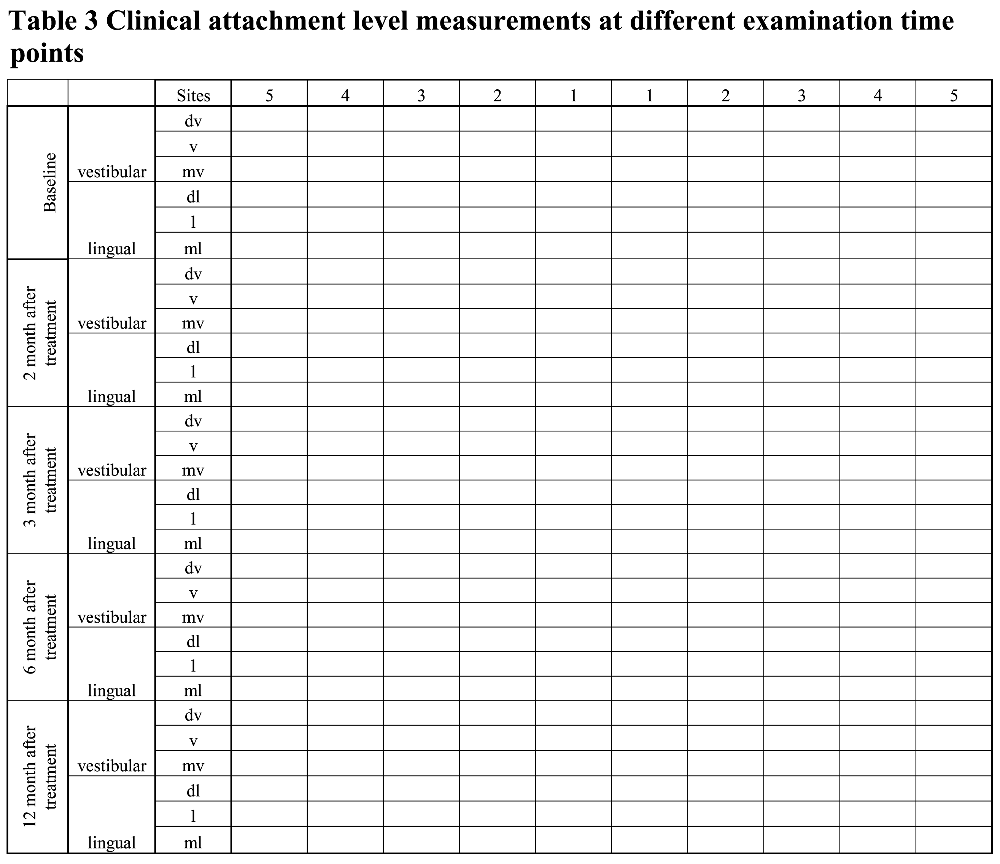 Table 3 Clinical attachment level measurements at different examination time
points
Sites 5 4 3 2 1 1 2 3 4 5
Baseline
vestibular
dv
v
mv
lingual
dl
l
ml
2 month after
treatment
vestibular
dv
v
mv
lingual
dl
l
ml
3 month after
treatment
vestibular
dv
v
mv
lingual
dl
l
ml
6 month after
treatment
vestibular
dv
v
mv
lingual
dl
l
ml
12 month after
treatment
vestibular
dv
v
mv
lingual
dl
l
ml